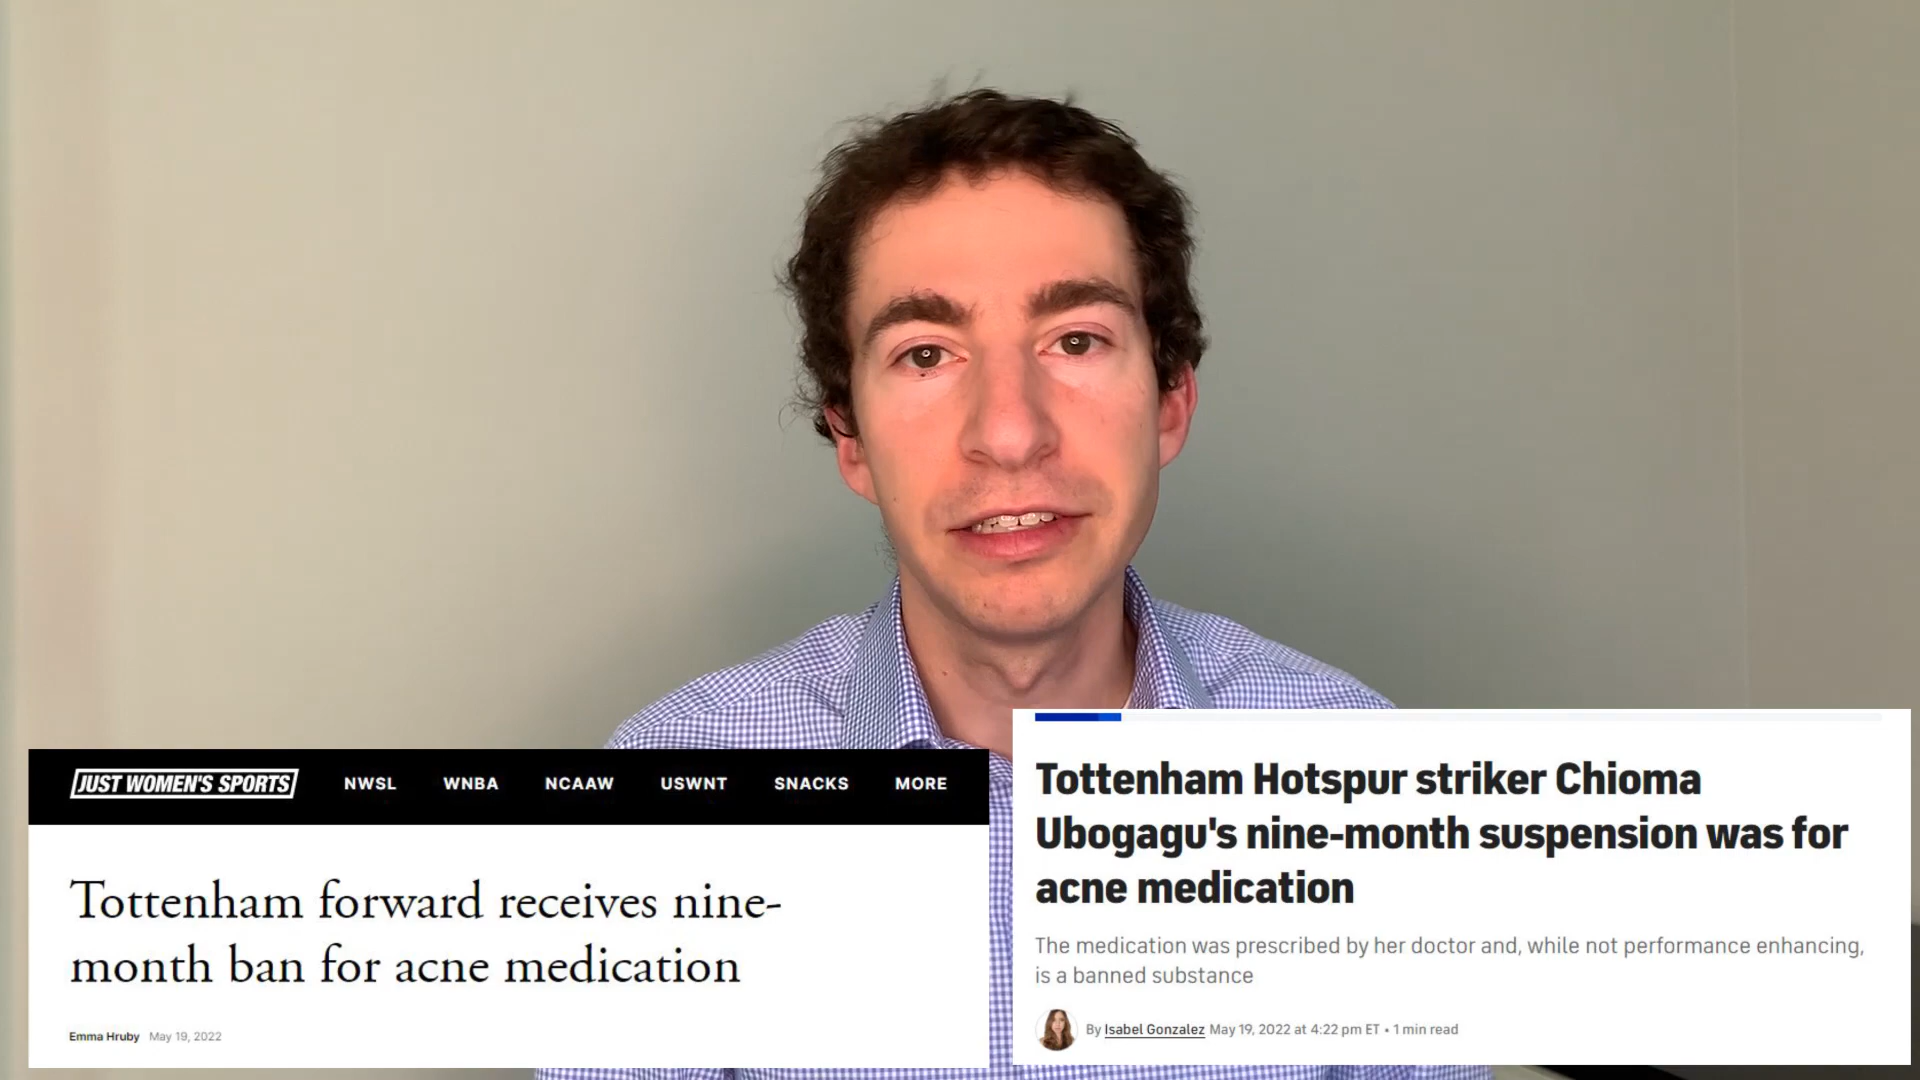 JUST WOMEN'S SPORTS NWSL WNBA NCAAW USWNT SNACKS MORE
Tottenham forward receives nine-
month ban for acne medication
Emma Hruby May 19, 2022
Tottenham Hotspur striker Chioma
Ubogagu's nine-month suspension was for
acne medication
The medication was prescribed by her doctor and, while not performance enhancing,
is a banned substance
By Isabel Gonzalez May 19, 2022 at 4:22 pm ET • 1 min read